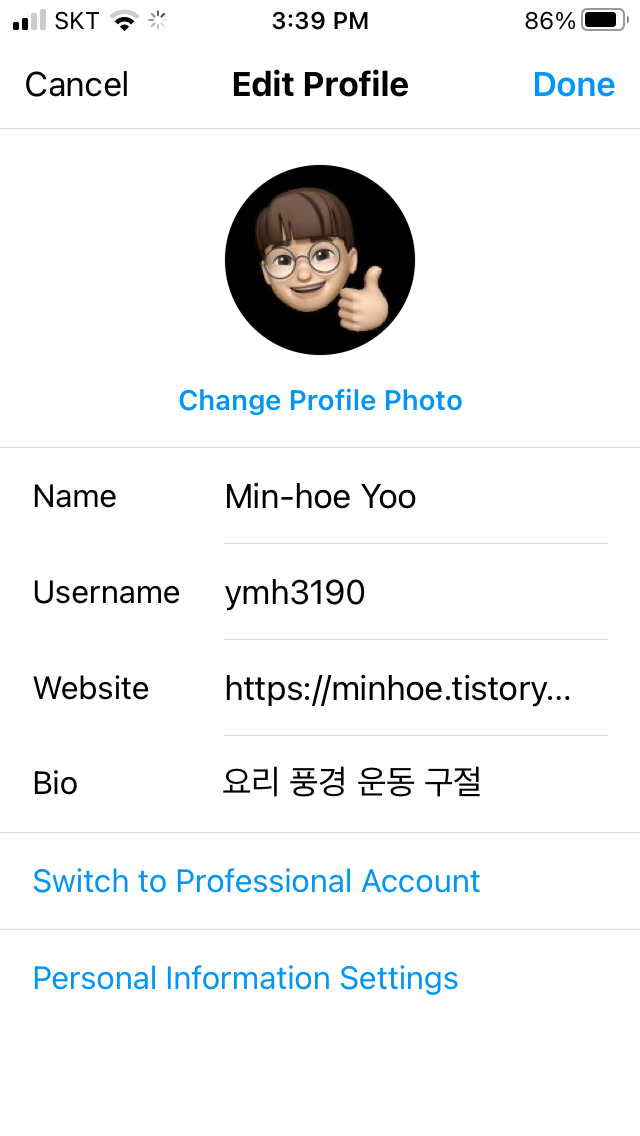 SKT 3:39 PM 86%
Cancel Edit Profile Done
Change Profile Photo
Name Min-hoe Yoo
Username ymh3190
Website https://minhoe.tistory...
Bio 요리 풍경 운동 구절
Switch to Professional Account
Personal Information Settings